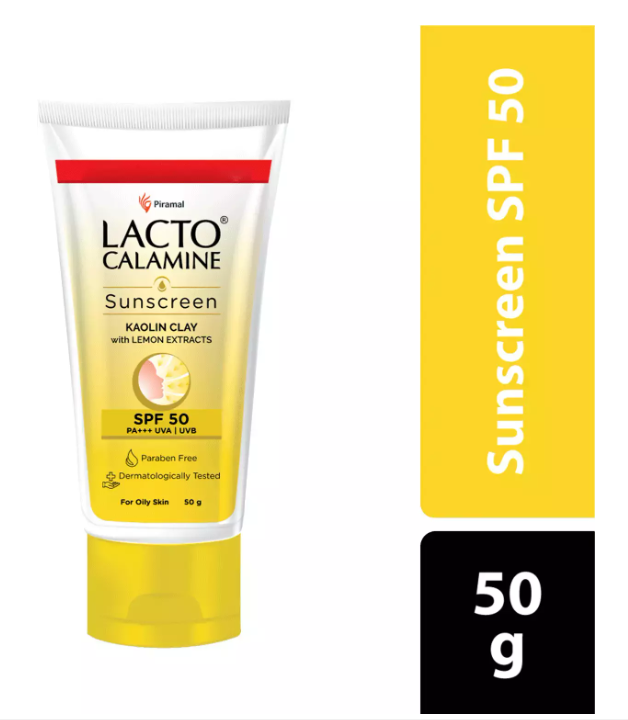 Piramal
LACTO®
CALAMINE
Sunscreen
KAOLIN CLAY
with LEMON EXTRACTS
SPF 50
PA+++ UVA | UVB
Paraben Free
Dermatologically Tested
For Oily Skin 50 g
Sunscreen SPF 50
50
g